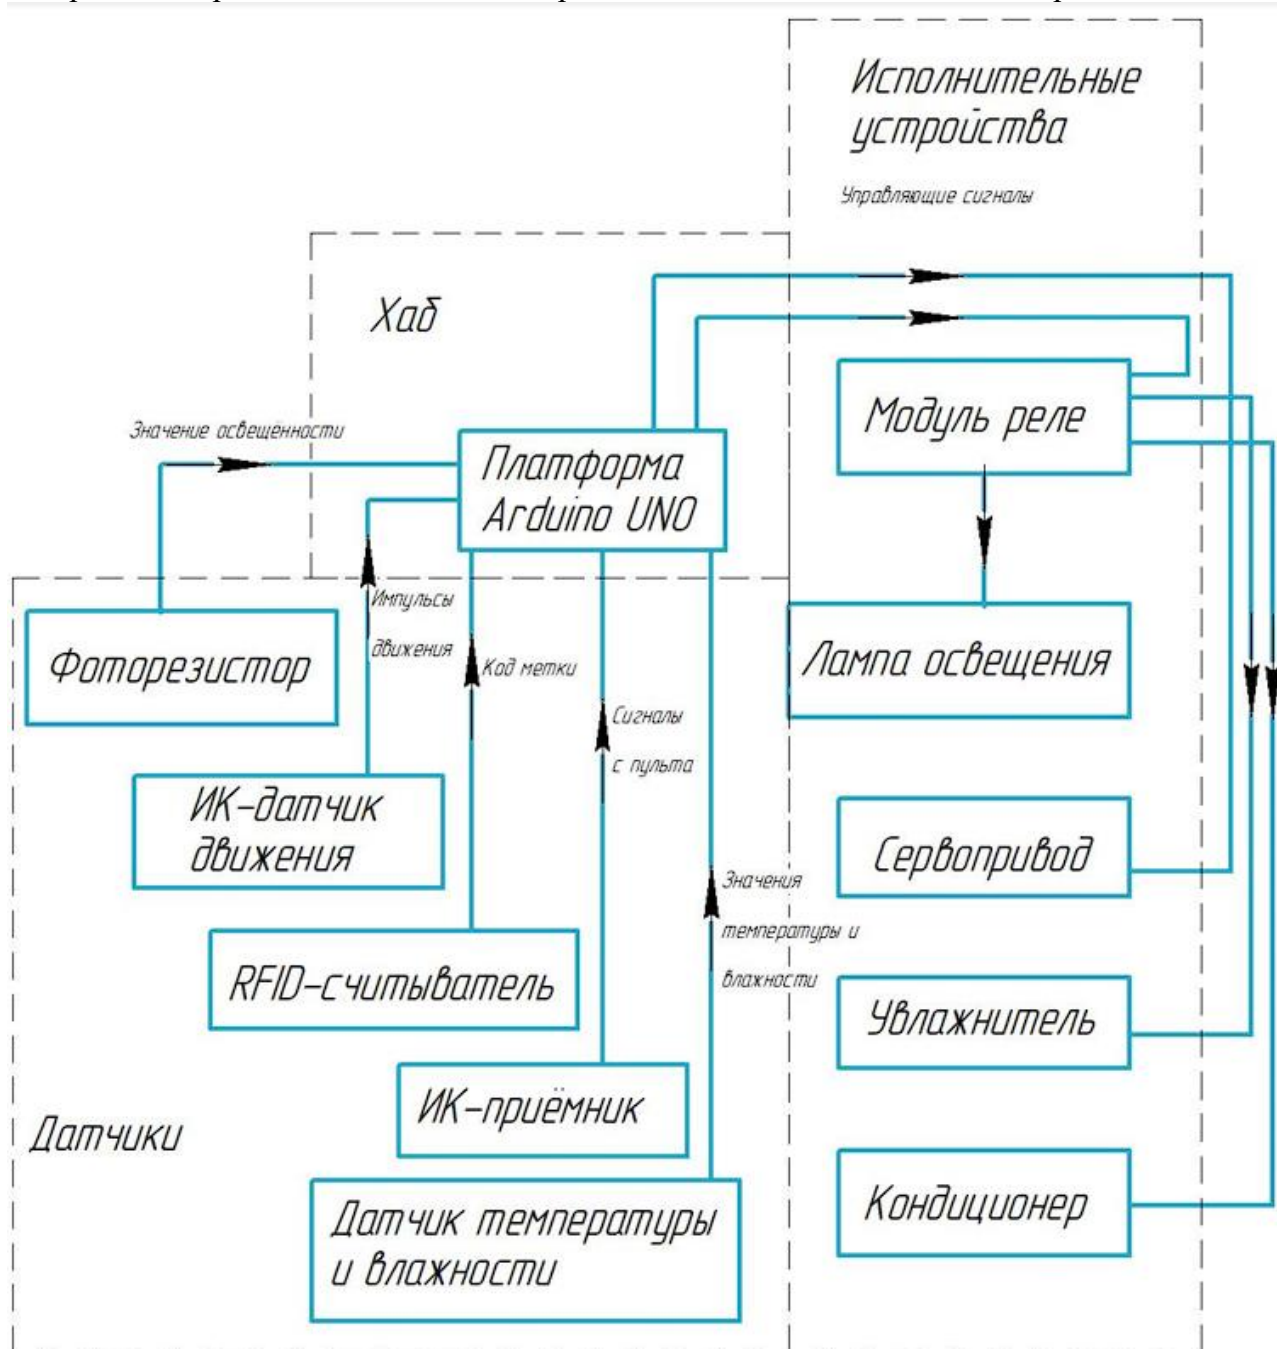 Исполнительные
устройства
Управляющие сигналы
Хаб
Значение освещённости
Платформа
Arduino UNO
Модуль реле
Импульсы
движения
Код метки
Сигналы
с пульта
Фоторезистор
Лампа освещения
ИК-датчик
движения
Сервопривод
Значения
температуры и
влажности
RFID-считыватель
Увлажнитель
ИК-приёмник
Датчики
Датчик температуры
и влажности
Кондиционер